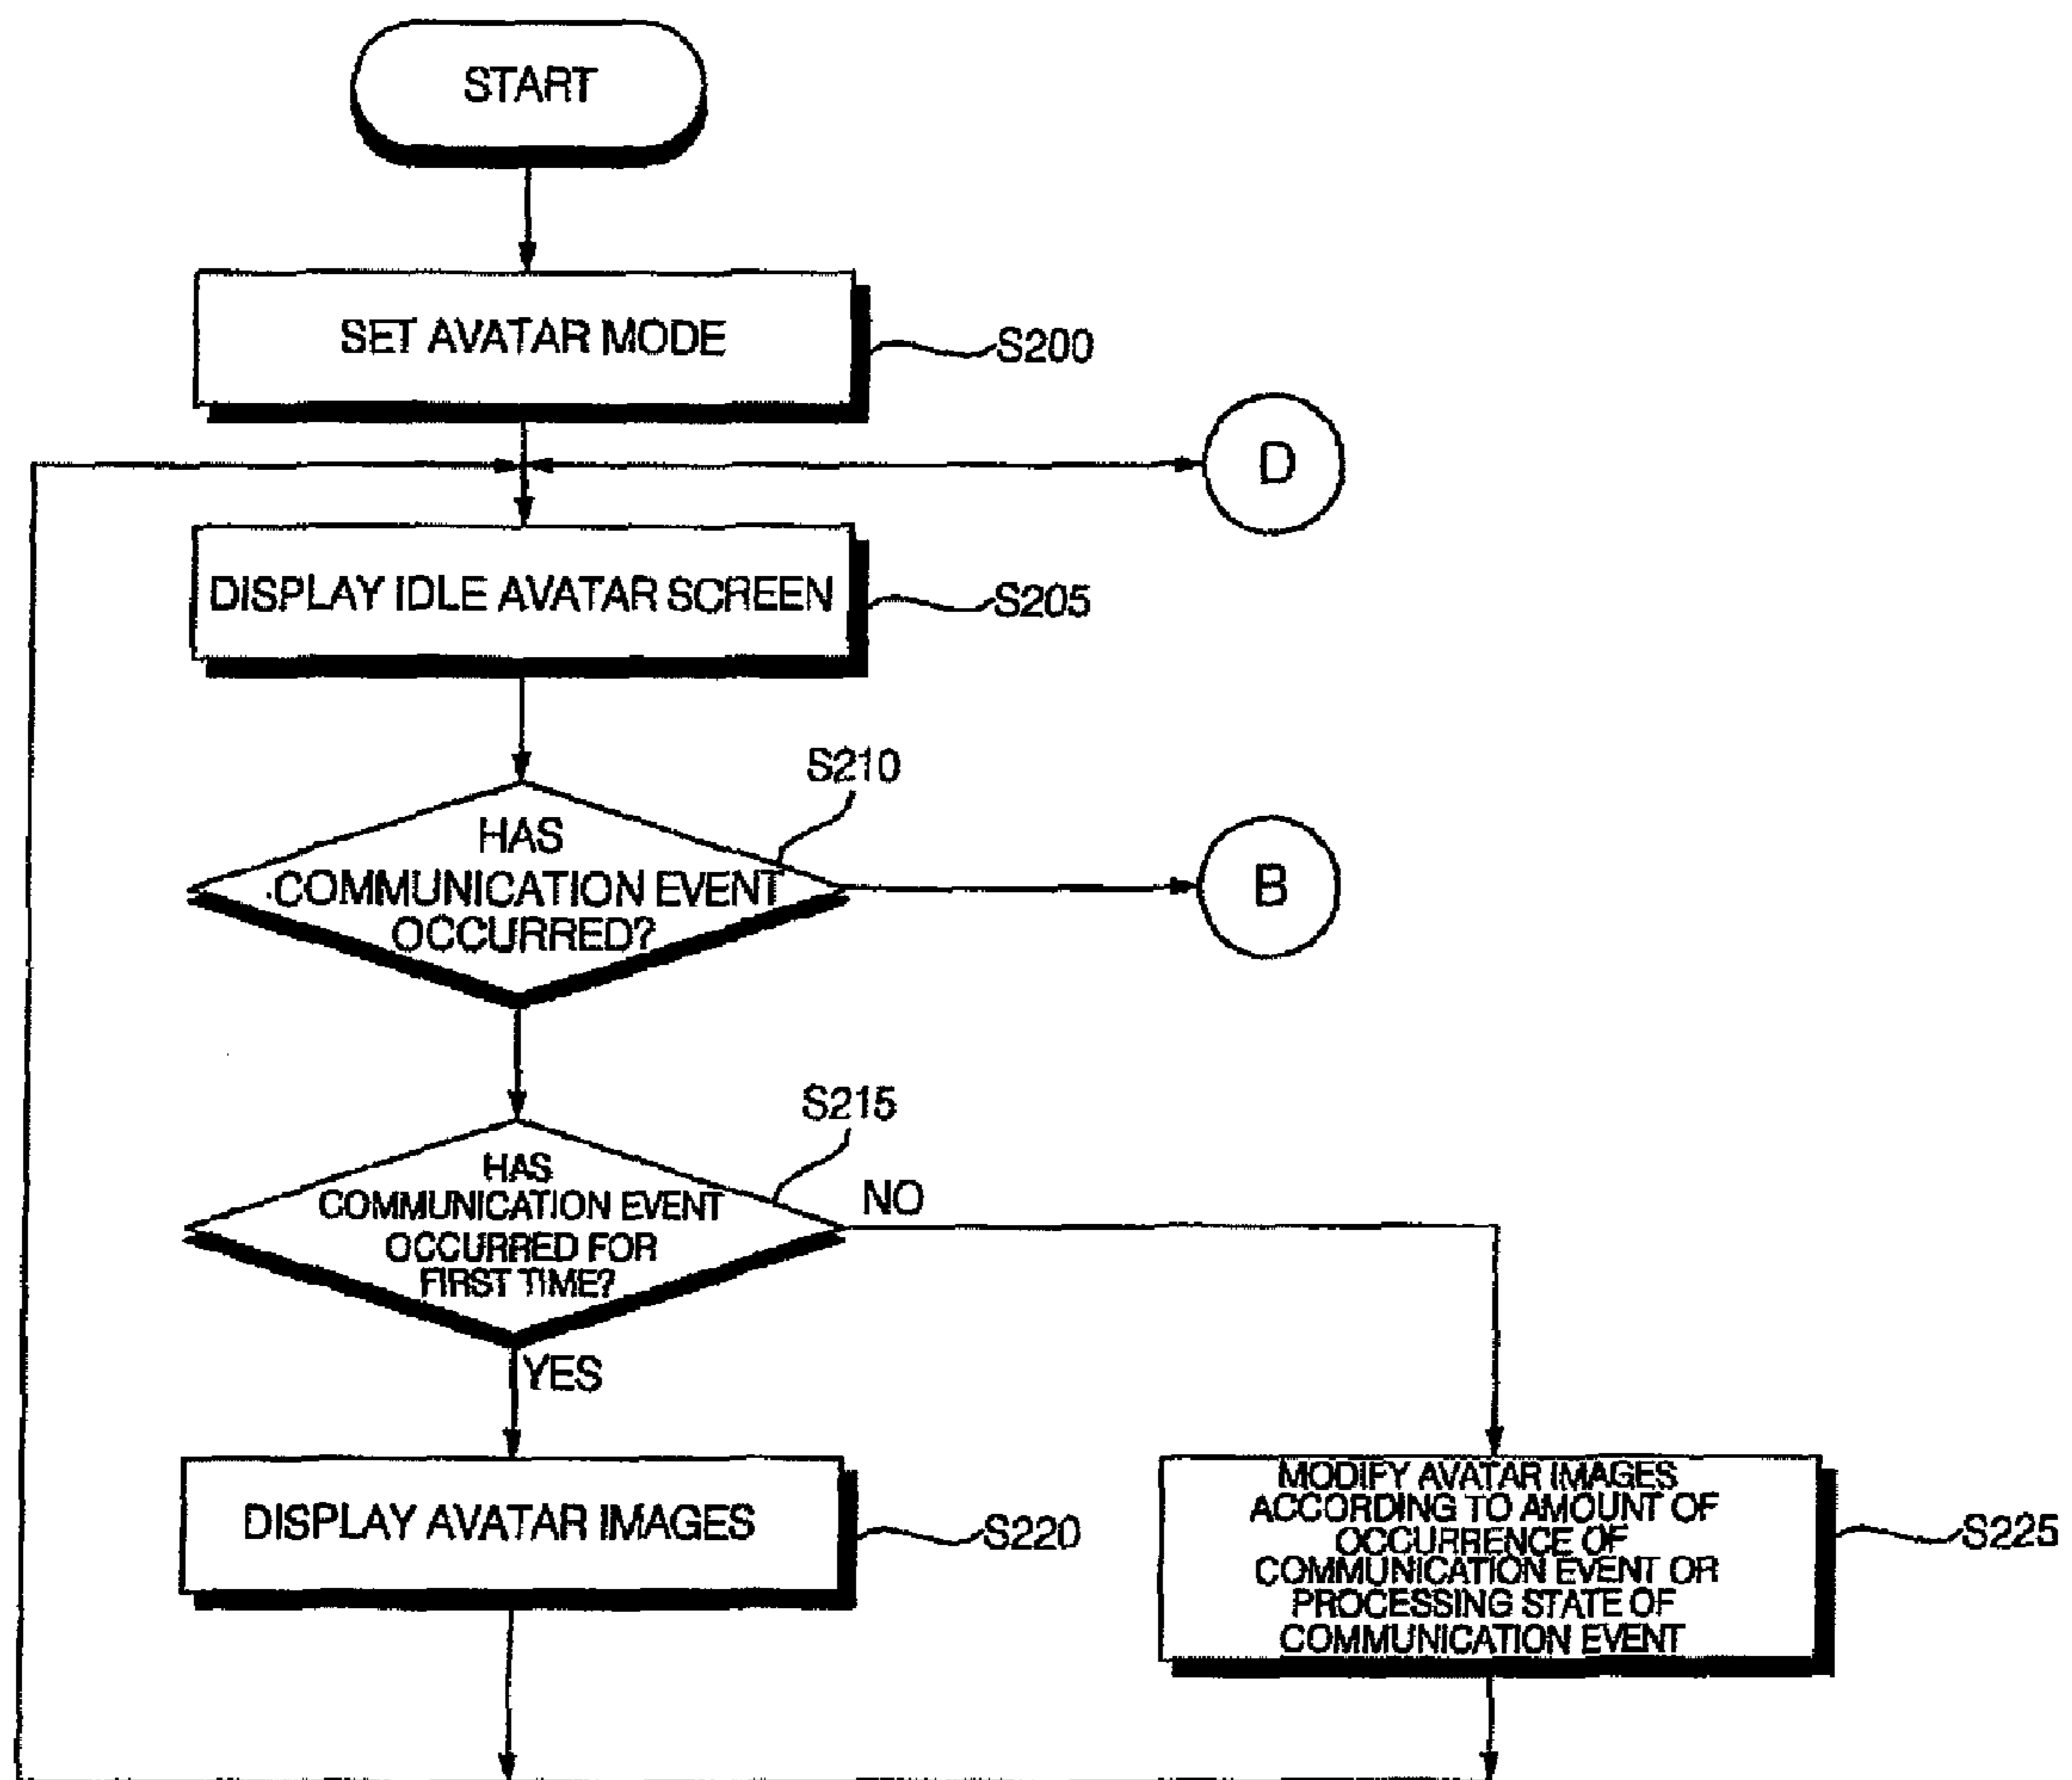 START
SET AVATAR MODE
S200
D
DISPLAY IDLE AVATAR SCREEN
S205
S210
HAS
COMMUNICATION EVENT
OCCURRED?
B
S215
HAS
COMMUNICATION EVENT
OCCURRED FOR
FIRST TIME?
NO
YES
DISPLAY AVATAR IMAGES
S220
MODIFY AVATAR IMAGES
ACCORDING TO AMOUNT OF
OCCURRENCE OF
COMMUNICATION EVENT OR
PROCESSING STATE OF
COMMUNICATION EVENT
S225